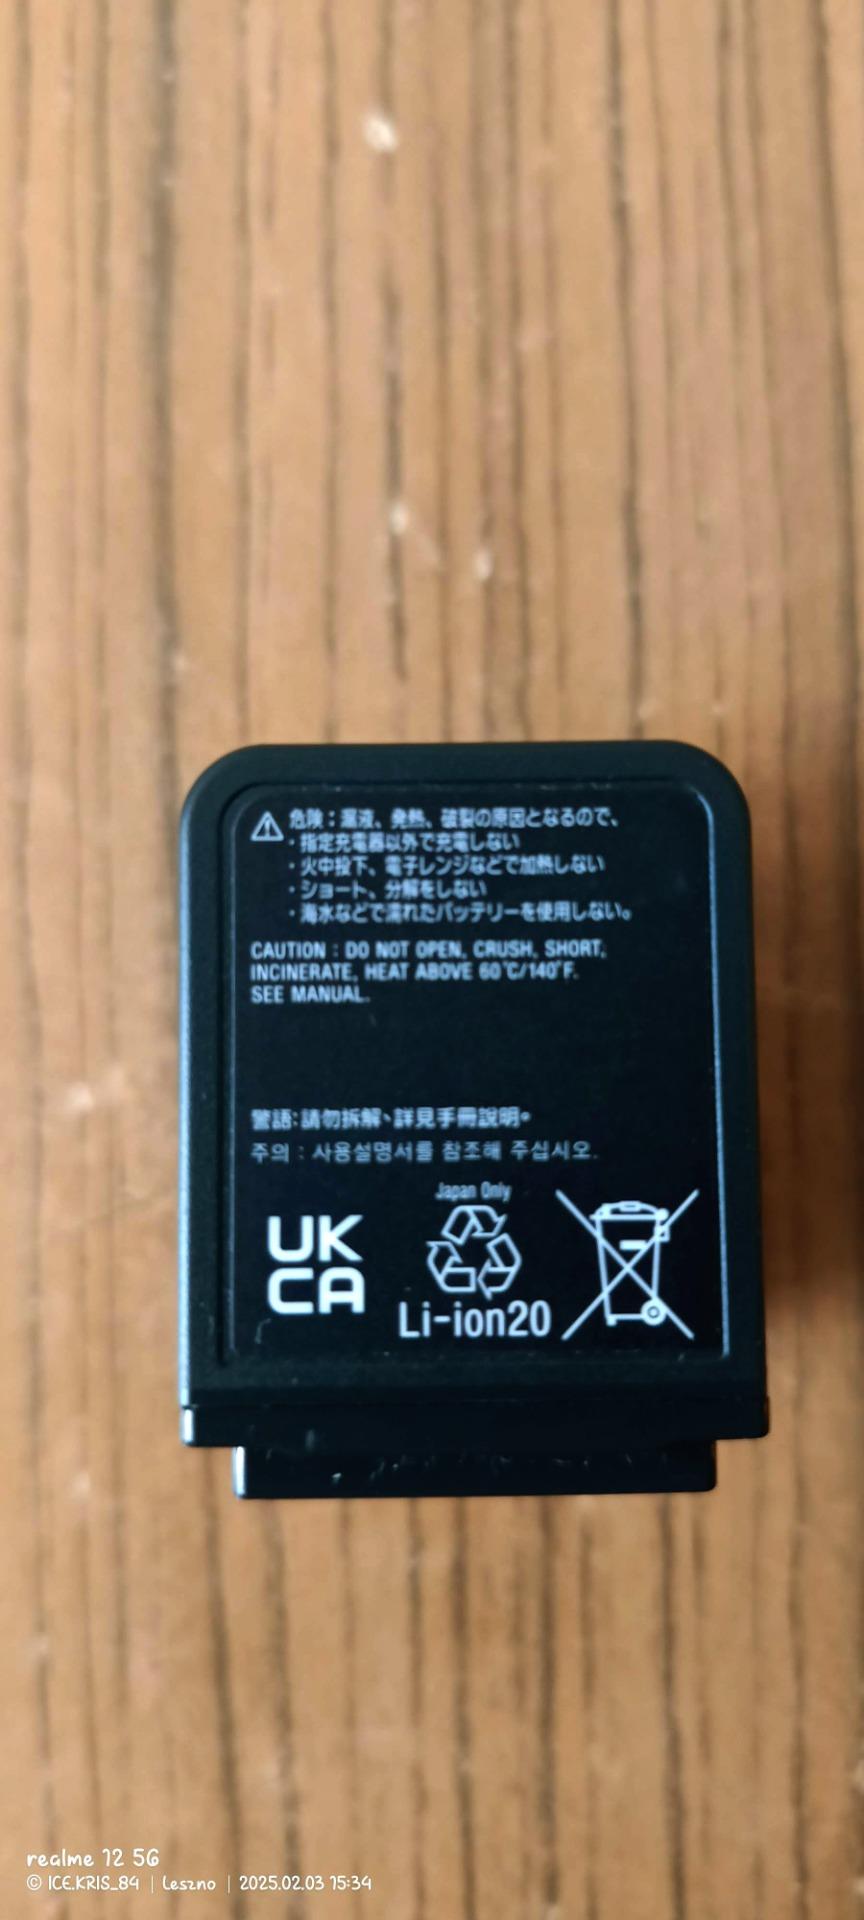 危険：漏液、発熱、破裂の原因となるので、
・指定充電器以外で充電しない
・火中投下、電子レンジなどで加熱しない
・ショート、分解をしない
・海水などで濡れたバッテリーを使用しない。
CAUTION : DO NOT OPEN, CRUSH, SHORT,
INCINERATE, HEAT ABOVE 60℃/140°F.
SEE MANUAL.
警語:請勿拆解、詳見手冊說明。
주의 : 사용설명서를 참조해 주십시오.
Japan Only
UK
CA
Li-ion20
realme 12 5G
© ICE.KRIS_84 | Leszno | 2025.02.03 15:34